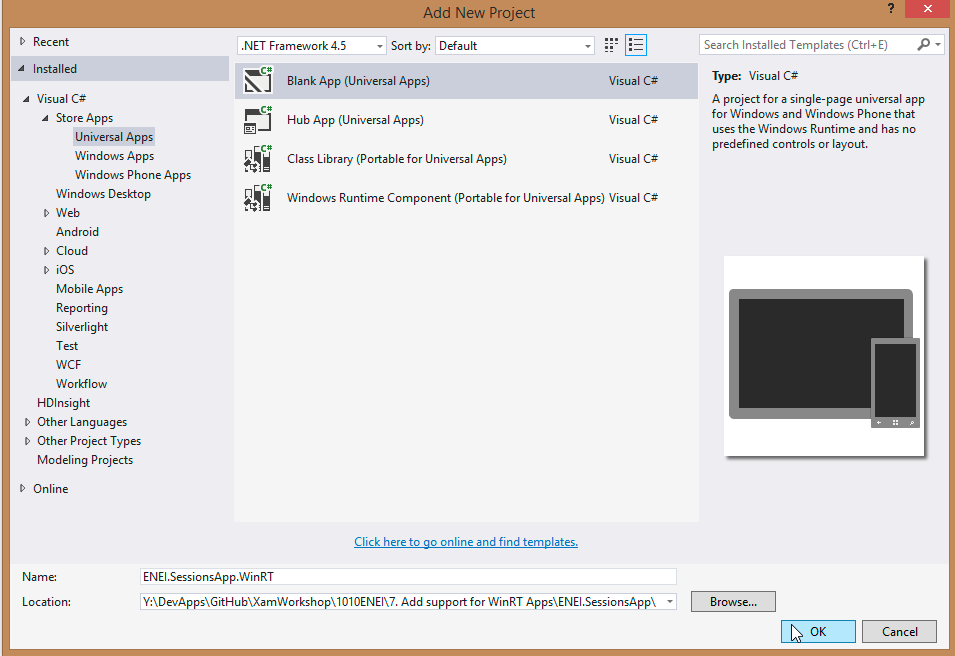 Add New Project
?
Recent
Installed
Visual C#
Store Apps
Universal Apps
Windows Apps
Windows Phone Apps
Windows Desktop
Web
Android
Cloud
iOS
Mobile Apps
Reporting
Silverlight
Test
WCF
Workflow
HDInsight
Other Languages
Other Project Types
Modeling Projects
Online
.NET Framework 4.5
Sort by: Default
C# Blank App (Universal Apps) Visual C#
C# Hub App (Universal Apps) Visual C#
C# Class Library (Portable for Universal Apps) Visual C#
C# Windows Runtime Component (Portable for Universal Apps) Visual C#
Search Installed Templates (Ctrl+E)
Type: Visual C#
A project for a single-page universal app
for Windows and Windows Phone that
uses the Windows Runtime and has no
predefined controls or layout.
Click here to go online and find templates.
Name: ENEI.SessionsApp.WinRT
Location: Y:\DevApps\GitHub\XamWorkshop\1010ENEI\7. Add support for WinRT Apps\ENEI.SessionsApp\
Browse...
OK
Cancel